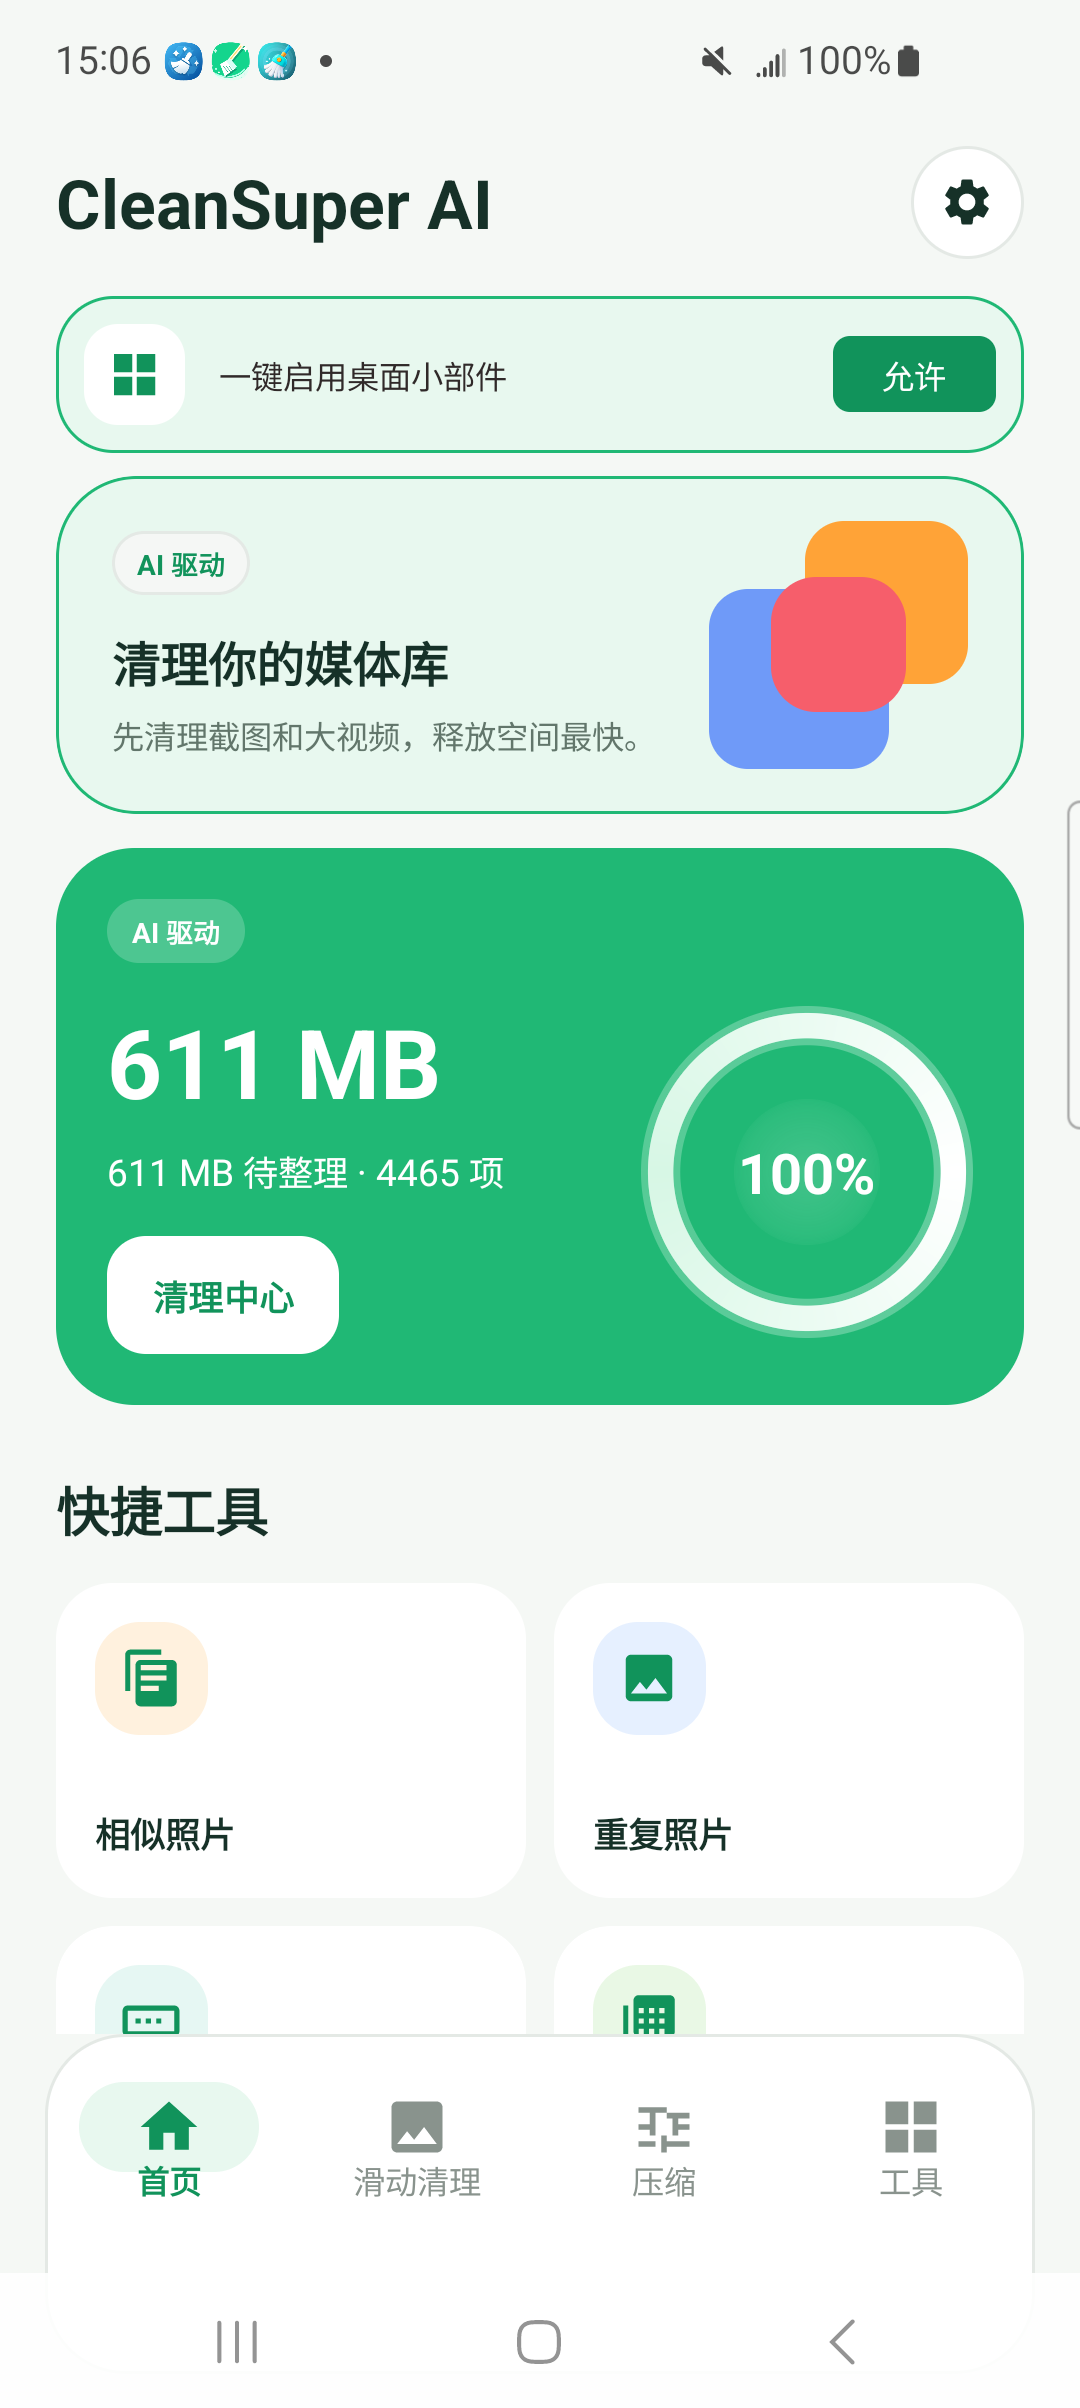 15:06
100%
CleanSuper AI
一键启用桌面小部件
允许
AI 驱动
清理你的媒体库
先清理截图和大视频，释放空间最快。
AI 驱动
611 MB
611 MB 待整理 · 4465 项
100%
清理中心
快捷工具
相似照片
重复照片
首页
滑动清理
压缩
工具